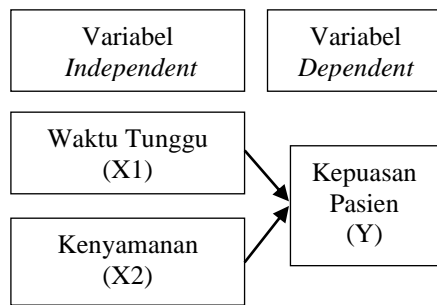 Variabel
Independent
Variabel
Dependent
Waktu Tunggu
(X1)
Kepuasan
Pasien
(Y)
Kenyamanan
(X2)